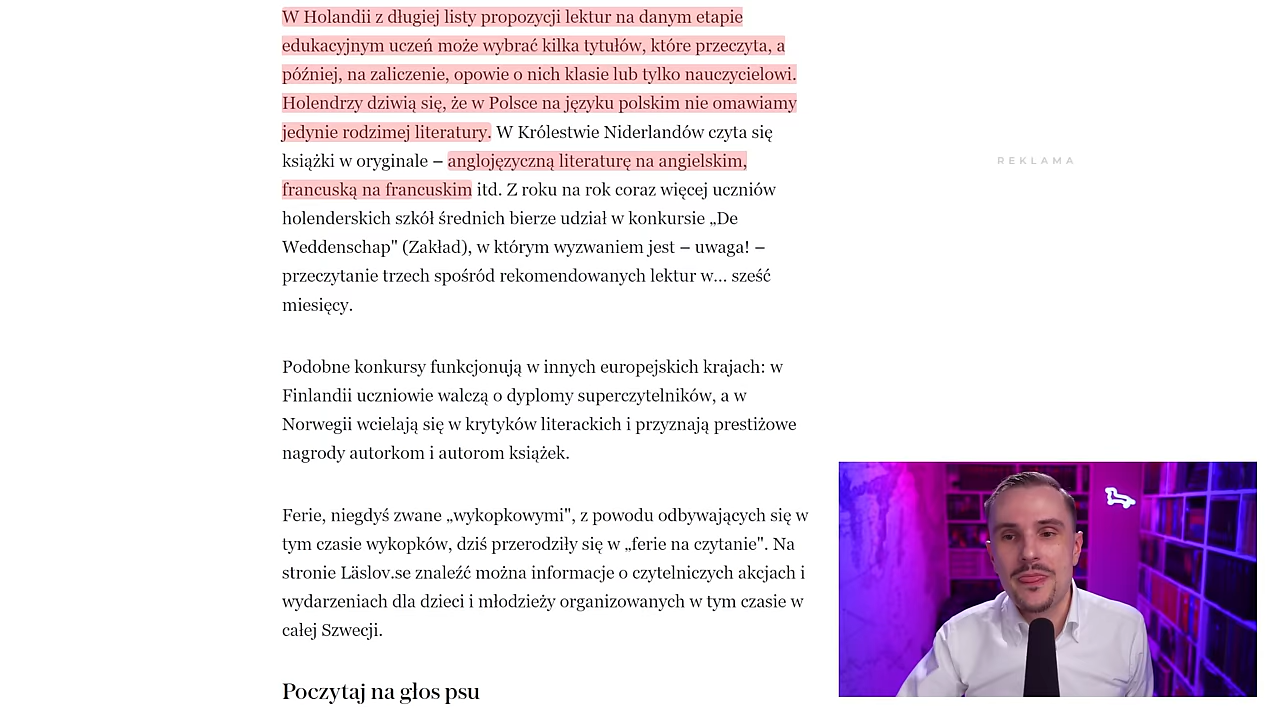 W Holandii z długiej listy propozycji lektur na danym etapie
edukacyjnym uczeń może wybrać kilka tytułów, które przeczyta, a
później, na zaliczenie, opowie o nich klasie lub tylko nauczycielowi.
Holendrzy dziwią się, że w Polsce na języku polskim nie omawiamy
jedynie rodzimej literatury. W Królestwie Niderlandów czyta się
książki w oryginale – anglojęzyczną literaturę na angielskim,
francuską na francuskim itd. Z roku na rok coraz więcej uczniów
holenderskich szkół średnich bierze udział w konkursie „De
Weddenschap" (Zakład), w którym wyzwaniem jest – uwaga! –
przeczytanie trzech spośród rekomendowanych lektur w... sześć
miesięcy.
Podobne konkursy funkcjonują w innych europejskich krajach: w
Finlandii uczniowie walczą o dyplomy superczytelników, a w
Norwegii wcielają się w krytyków literackich i przyznają prestiżowe
nagrody autorkom i autorom książek.
Ferie, niegdyś zwane „wykopkowymi", z powodu odbywających się w
tym czasie wykopków, dziś przerodziły się w „ferie na czytanie". Na
stronie Läslov.se znaleźć można informacje o czytelniczych akcjach i
wydarzeniach dla dzieci i młodzieży organizowanych w tym czasie w
całej Szwecji.
Poczytaj na głos psu
REKLAMA